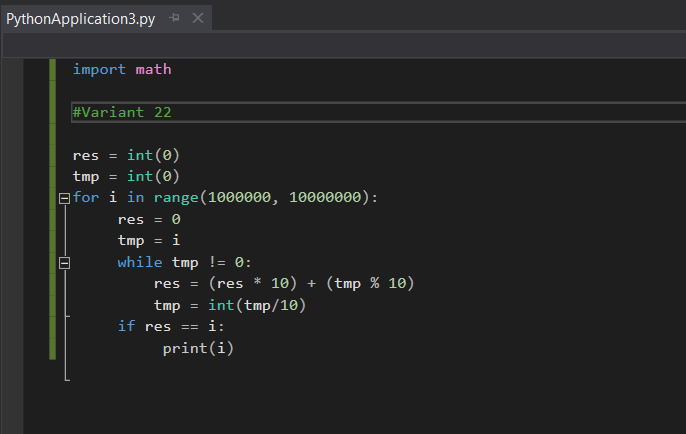 PythonApplication3.py
import math
#Variant 22
res = int(0)
tmp = int(0)
for i in range(1000000, 10000000):
res = 0
tmp = i
while tmp != 0:
res = (res * 10) + (tmp % 10)
tmp = int(tmp/10)
if res == i:
print(i)